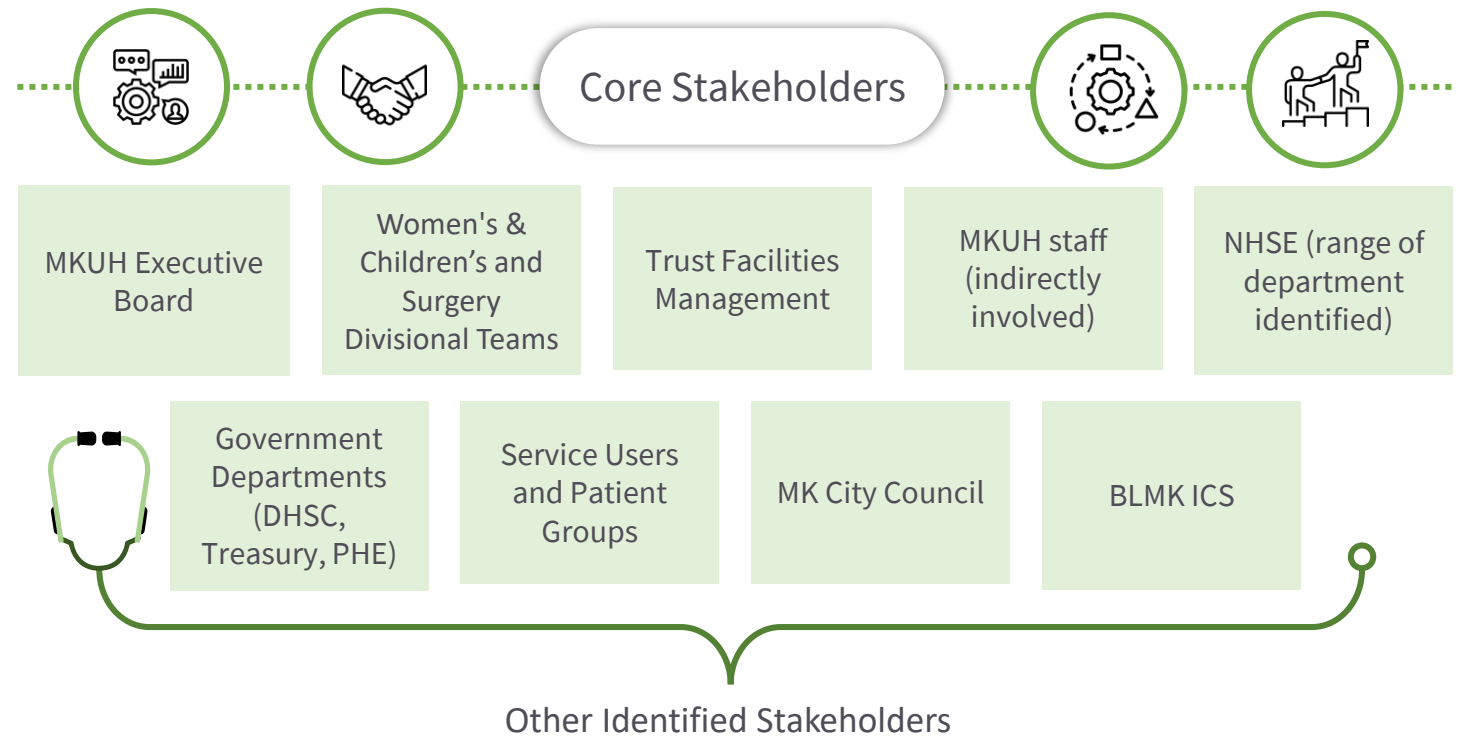 Core Stakeholders
MKUH Executive
Board
Women's &
Children’s and
Surgery
Divisional Teams
Trust Facilities
Management
MKUH staff
(indirectly
involved)
NHSE (range of
department
identified)
Government
Departments
(DHSC,
Treasury, PHE)
Service Users
and Patient
Groups
MK City Council
BLMK ICS
Other Identified Stakeholders